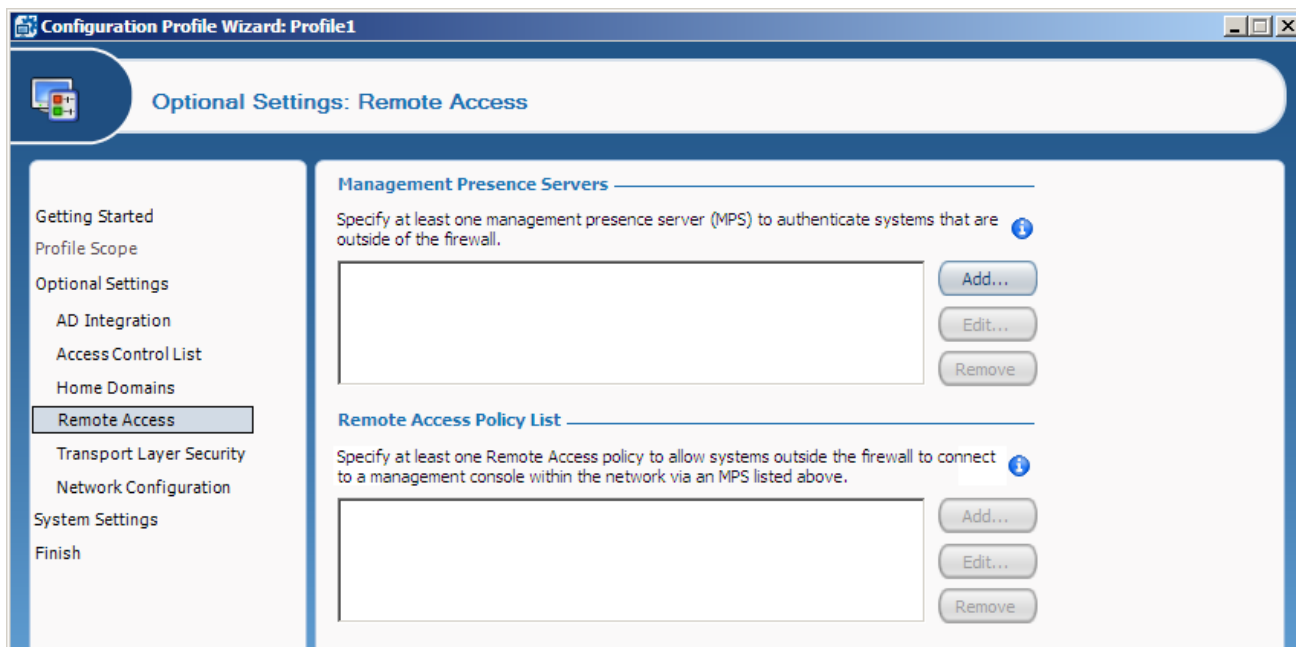 Configuration Profile Wizard: Profile1
Optional Settings: Remote Access
Getting Started
Profile Scope
Optional Settings
AD Integration
Access Control List
Home Domains
Remote Access
Transport Layer Security
Network Configuration
System Settings
Finish
Management Presence Servers
Specify at least one management presence server (MPS) to authenticate systems that are
outside of the firewall.
Add...
Edit...
Remove
Remote Access Policy List
Specify at least one Remote Access policy to allow systems outside the firewall to connect
to a management console within the network via an MPS listed above.
Add...
Edit...
Remove